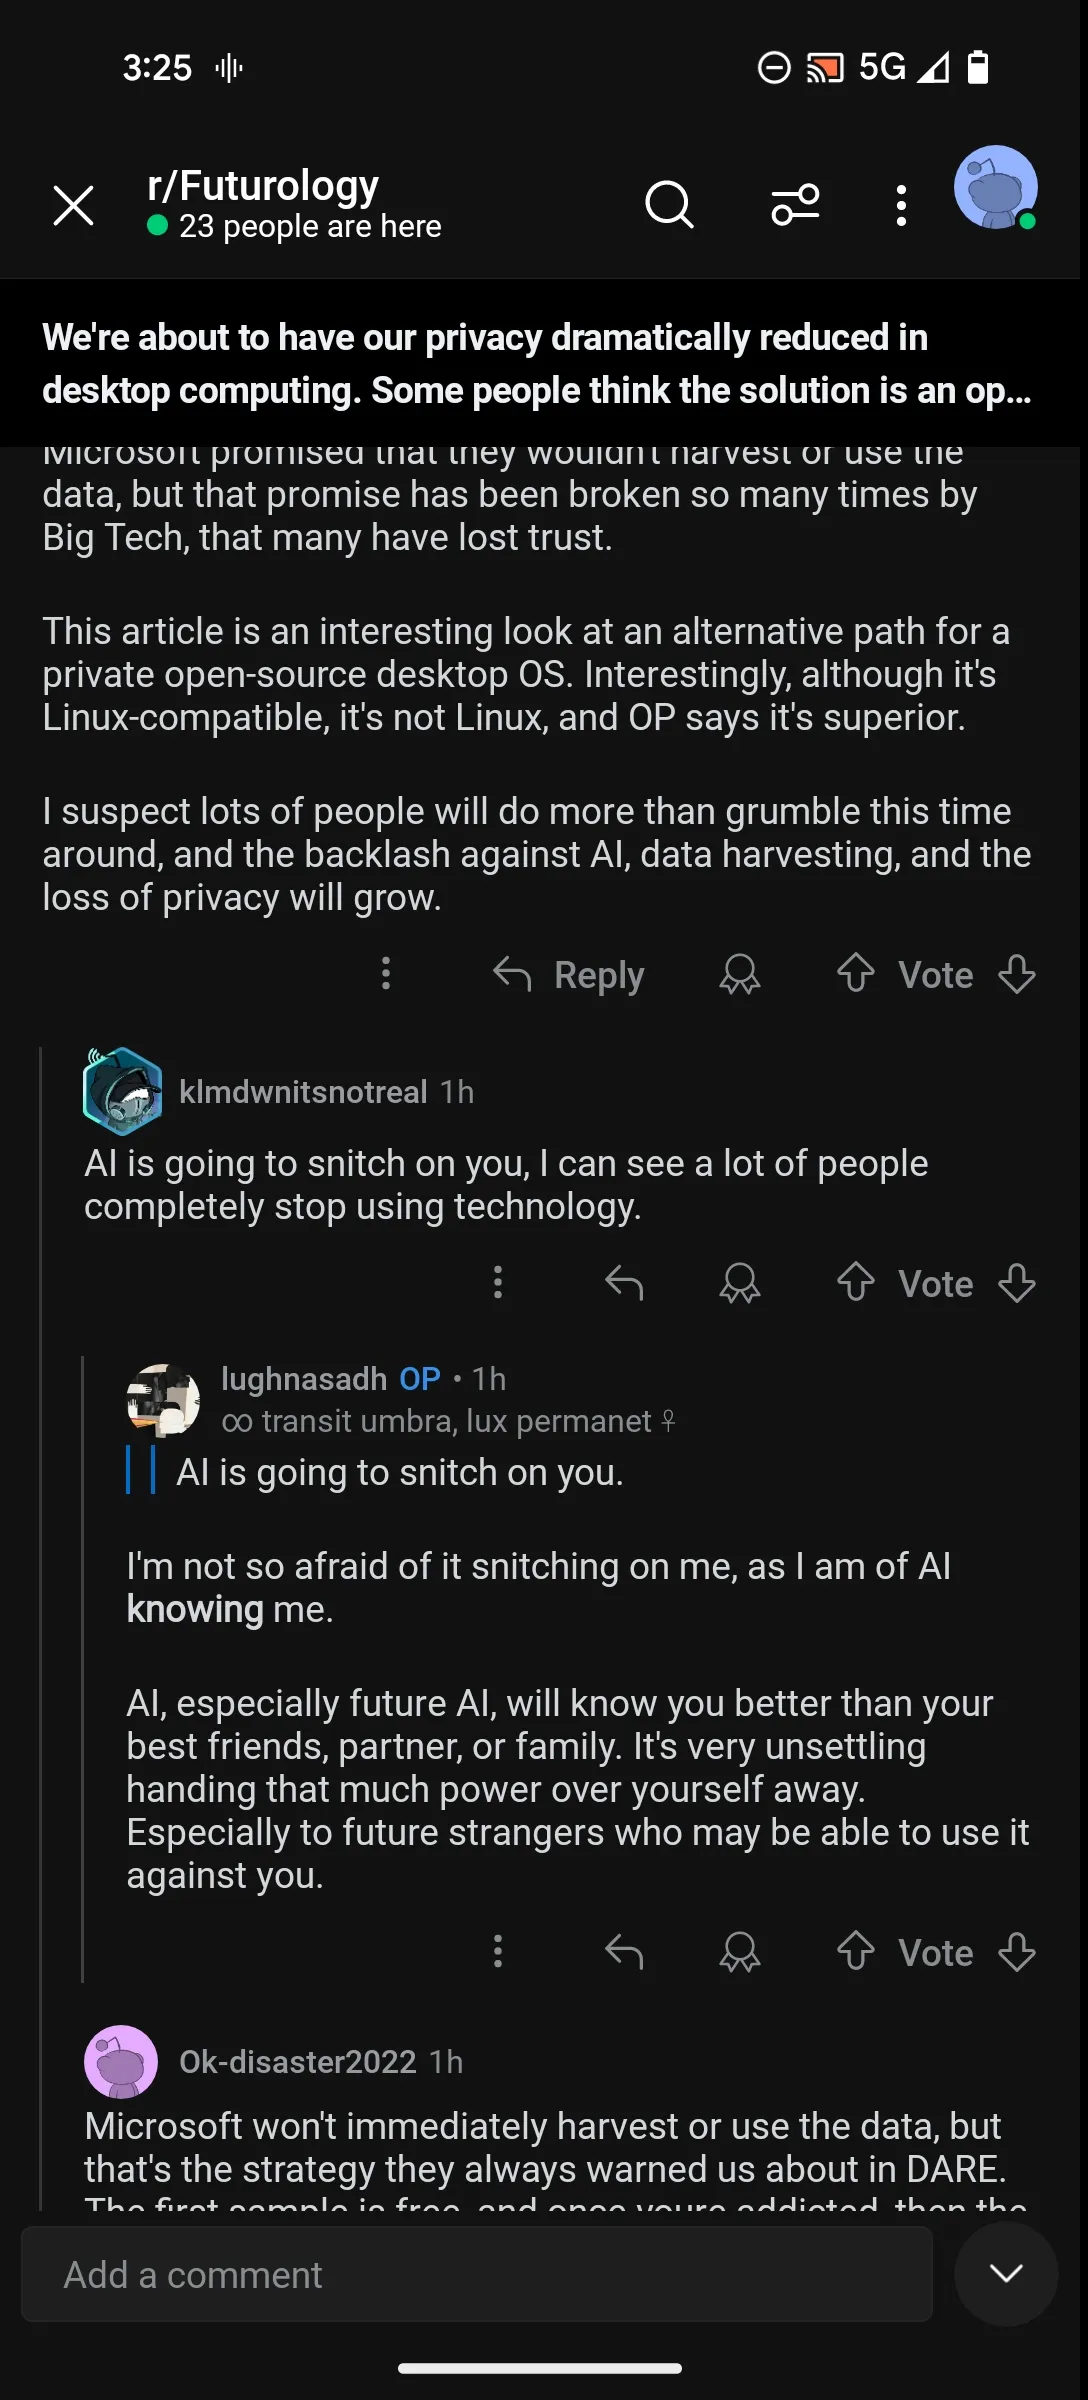 3:25
5G
r/Futurology
23 people are here
We're about to have our privacy dramatically reduced in
desktop computing. Some people think the solution is an op...
Microsoft promised that they wouldn't harvest or use the
data, but that promise has been broken so many times by
Big Tech, that many have lost trust.
This article is an interesting look at an alternative path for a
private open-source desktop OS. Interestingly, although it's
Linux-compatible, it's not Linux, and OP says it's superior.
I suspect lots of people will do more than grumble this time
around, and the backlash against AI, data harvesting, and the
loss of privacy will grow.
Reply Vote
klmdwnitsnotreal 1h
AI is going to snitch on you, I can see a lot of people
completely stop using technology.
Vote
lughnasadh OP • 1h
∞ transit umbra, lux permanet ♀
AI is going to snitch on you.
I'm not so afraid of it snitching on me, as I am of AI
knowing me.
AI, especially future AI, will know you better than your
best friends, partner, or family. It's very unsettling
handing that much power over yourself away.
Especially to future strangers who may be able to use it
against you.
Vote
Ok-disaster2022 1h
Microsoft won't immediately harvest or use the data, but
that's the strategy they always warned us about in DARE.
The first sample is free, and once youre addicted, then the
Add a comment